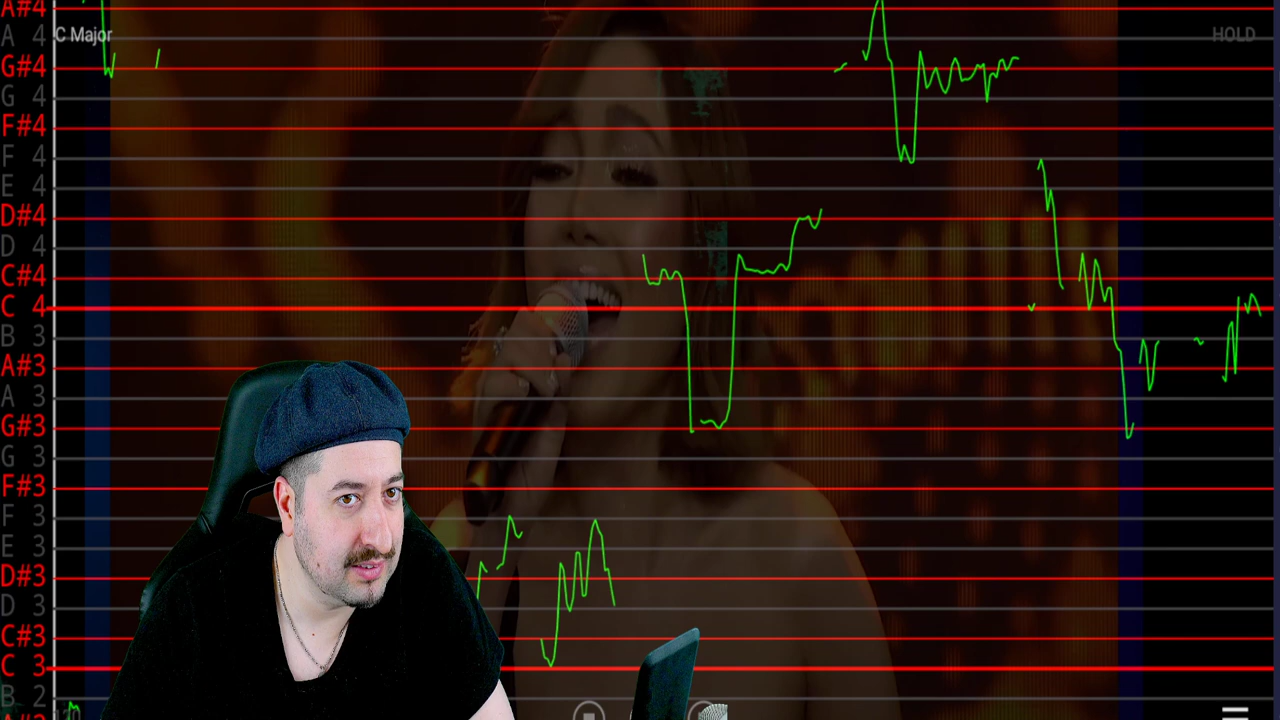 A#4
A 4
C Major
HOLD
G#4
G 4
F#4
F 4
E 4
D#4
D 4
C#4
C 4
B 3
A#3
A 3
G#3
G 3
F#3
F 3
E 3
D#3
D 3
C#3
C 3
B 2